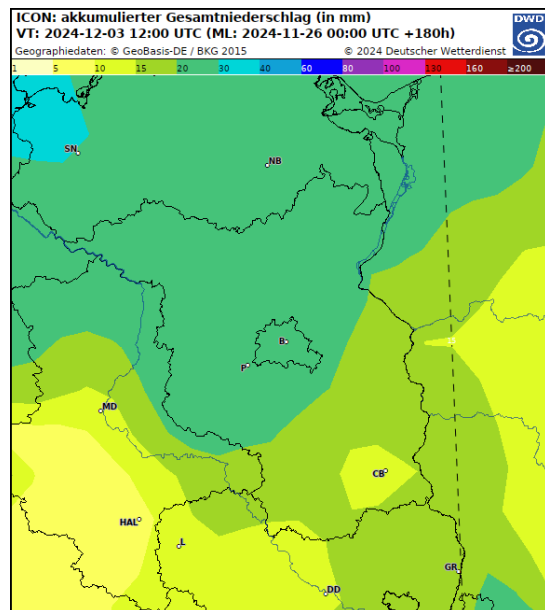 ICON: akkumulierter Gesamtniederschlag (in mm)
VT: 2024-12-03 12:00 UTC (ML: 2024-11-26 00:00 UTC +180h)
Geographiedaten: © GeoBasis-DE / BKG 2015 © 2024 Deutscher Wetterdienst
DWD
1 5 10 15 20 30 40 60 80 100 130 160 ≥200
SN
NB
B
P
15
MD
CB
HAL
L
GR
DD